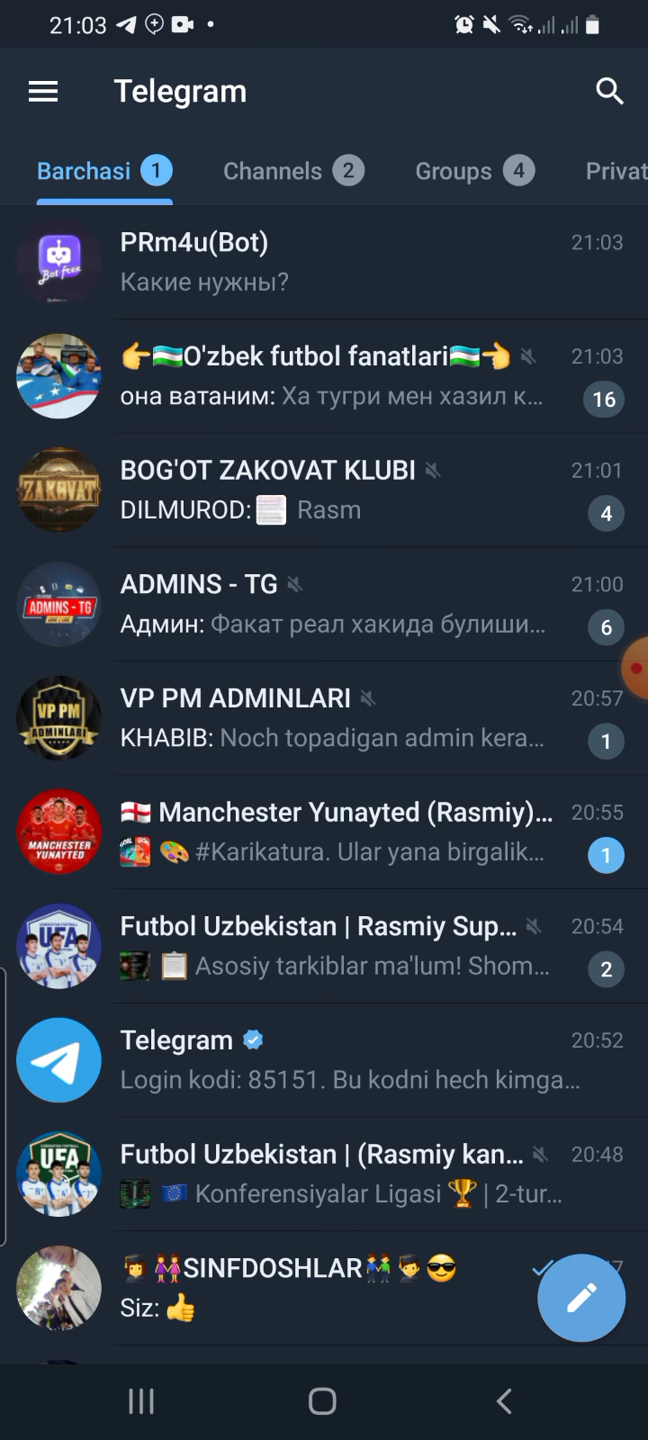 21:03
Telegram
Barchasi 1 Channels 2 Groups 4 Privat
Bot free
PRm4u(Bot) 21:03
Какие нужны?
👉🇺🇿O'zbek futbol fanatlari🇺🇿👈 21:03
она ватаним: Ха тугри мен хазил к... 16
ZAKOVAT
BOG'OT ZAKOVAT KLUBI 21:01
DILMUROD: Rasm 4
ADMINS - TG
ADMINS - TG 21:00
Админ: Факат реал хакида булиши... 6
VP PM
ADMINLARI
VP PM ADMINLARI 20:57
KHABIB: Noch topadigan admin kera... 1
MANCHESTER
YUNAYTED
🏴󠁧󠁢󠁥󠁮󠁧󠁿 Manchester Yunayted (Rasmiy)... 20:55
🎨 #Karikatura. Ular yana birgalik... 1
UFA
Futbol Uzbekistan | Rasmiy Sup... 20:54
📋 Asosiy tarkiblar ma'lum! Shom... 2
Telegram 20:52
Login kodi: 85151. Bu kodni hech kimga...
UFA
Futbol Uzbekistan | (Rasmiy kan... 20:48
🇪🇺 Konferensiyalar Ligasi 🏆 | 2-tur...
👩‍🎓👭SINFDOSHLAR👬👨‍🎓😎
Siz: 👍